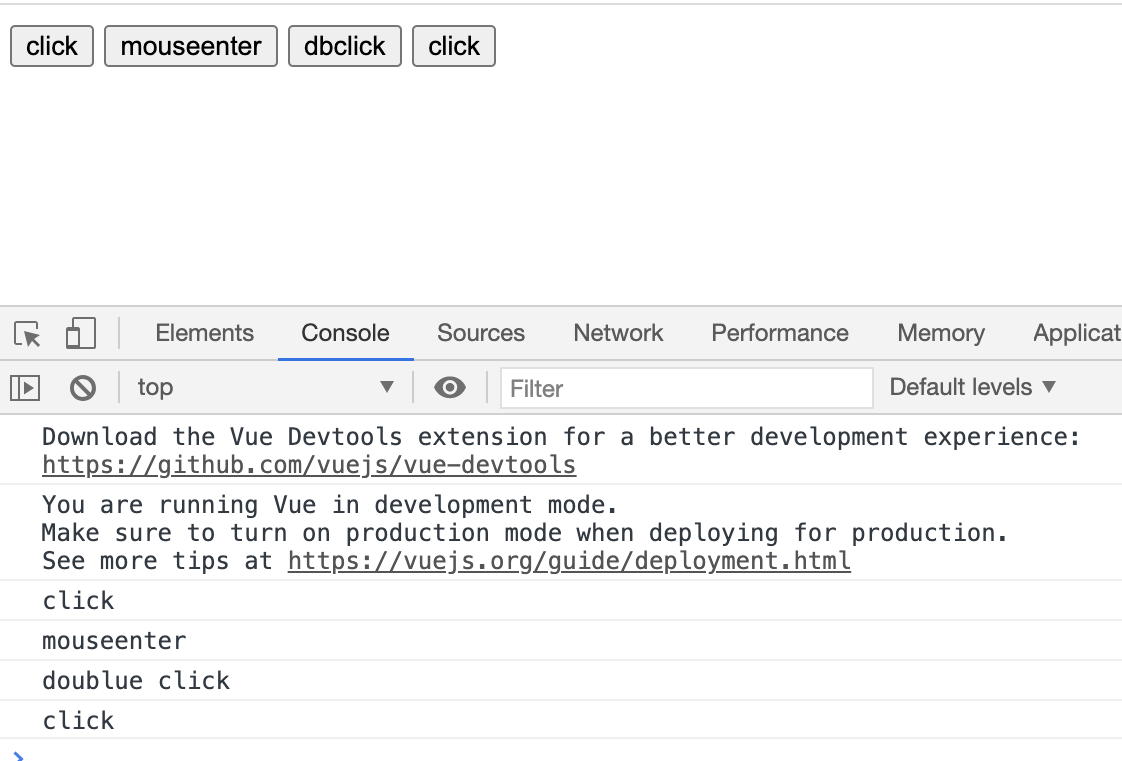 click mouseenter dbclick click
Elements Console Sources Network Performance Memory Applicat
top Filter Default levels
Download the Vue Devtools extension for a better development experience:
https://github.com/vuejs/vue-devtools
You are running Vue in development mode.
Make sure to turn on production mode when deploying for production.
See more tips at https://vuejs.org/guide/deployment.html
click
mouseenter
doublue click
click